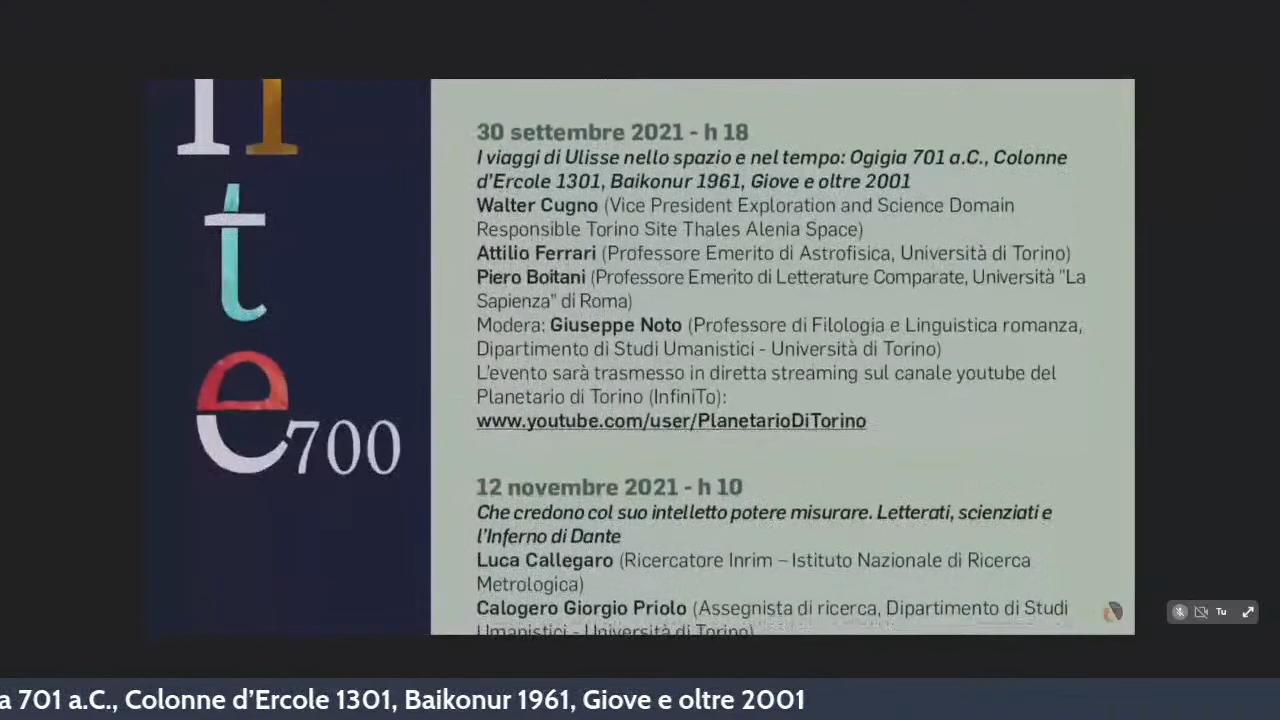 n
t
e700
30 settembre 2021 - h 18
I viaggi di Ulisse nello spazio e nel tempo: Ogigia 701 a.C., Colonne
d'Ercole 1301, Baikonur 1961, Giove e oltre 2001
Walter Cugno (Vice President Exploration and Science Domain
Responsible Torino Site Thales Alenia Space)
Attilio Ferrari (Professore Emerito di Astrofisica, Università di Torino)
Piero Boitani (Professore Emerito di Letterature Comparate, Università "La
Sapienza" di Roma)
Modera: Giuseppe Noto (Professore di Filologia e Linguistica romanza,
Dipartimento di Studi Umanistici - Università di Torino)
L'evento sarà trasmesso in diretta streaming sul canale youtube del
Planetario di Torino (InfiniTo):
www.youtube.com/user/PlanetarioDiTorino
12 novembre 2021 - h 10
Che credono col suo intelletto potere misurare. Letterati, scienziati e
l'Inferno di Dante
Luca Callegaro (Ricercatore Inrim – Istituto Nazionale di Ricerca
Metrologica)
Calogero Giorgio Priolo (Assegnista di ricerca, Dipartimento di Studi
Umanistici - Università di Torino)
Tu
a 701 a.C., Colonne d'Ercole 1301, Baikonur 1961, Giove e oltre 2001